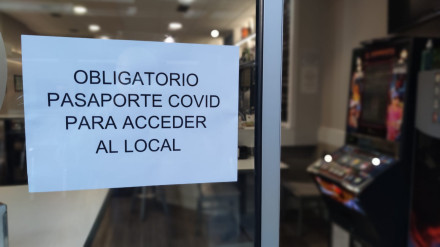 OBLIGATORIO
PASAPORTE COVID
PARA ACCEDER
AL LOCAL